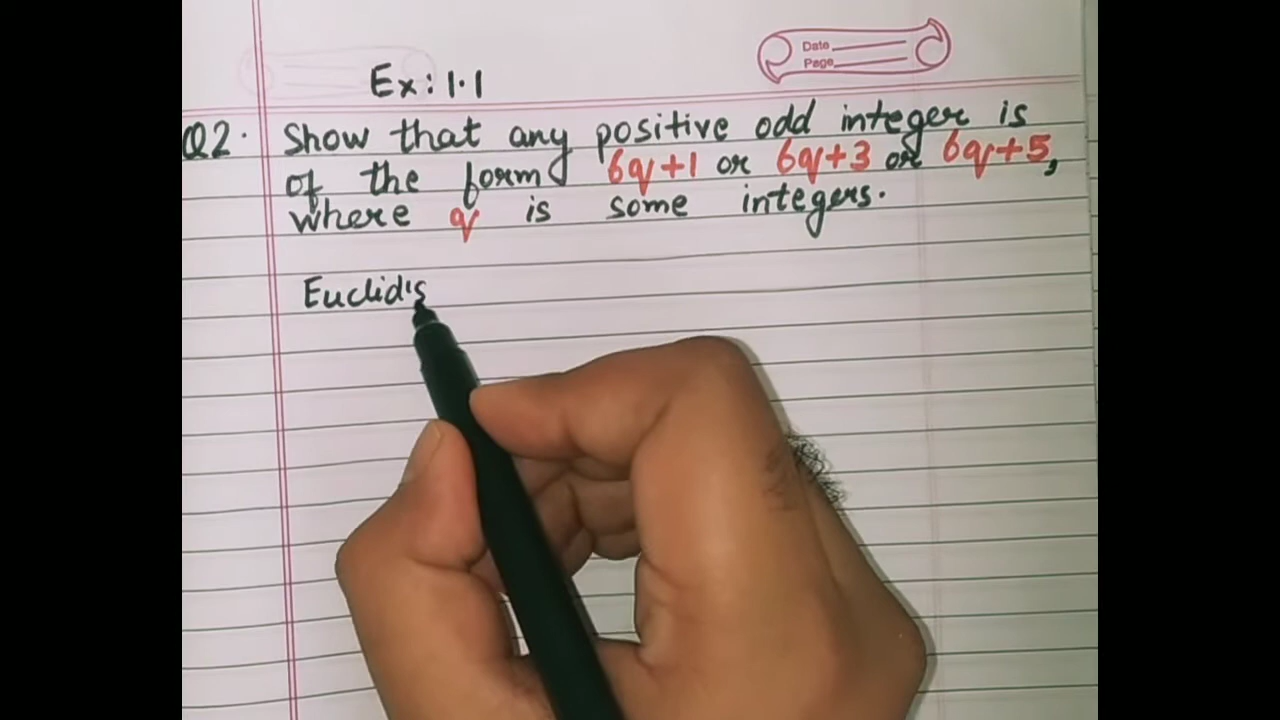 Date
Page
Ex: 1.1
Q2. Show that any positive odd integer is
of the form 6q+1 or 6q+3 or 6q+5,
where q is some integers.
Euclid's